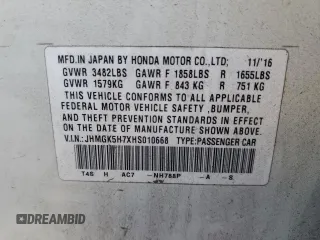 MFD.IN JAPAN BY HONDA MOTOR CO.,LTD; 11/'16
GVWR 3482LBS GAWR F 1858LBS R 1655LBS
GVWR 1579KG GAWR F 843 KG R 751 KG
THIS VEHICLE CONFORMS TO ALL APPLICABLE
FEDERAL MOTOR VEHICLE SAFETY ,BUMPER,
AND THEFT PREVENTION STANDARDS IN EFFECT
ON THE DATE OF MANUFACTURE SHOWN ABOVE.
V.I.N.: JHMGK5H7XHS010668 TYPE:PASSENGER CAR
T4S H AC7 -NH788P -A -S
AUTOBIDMASTER